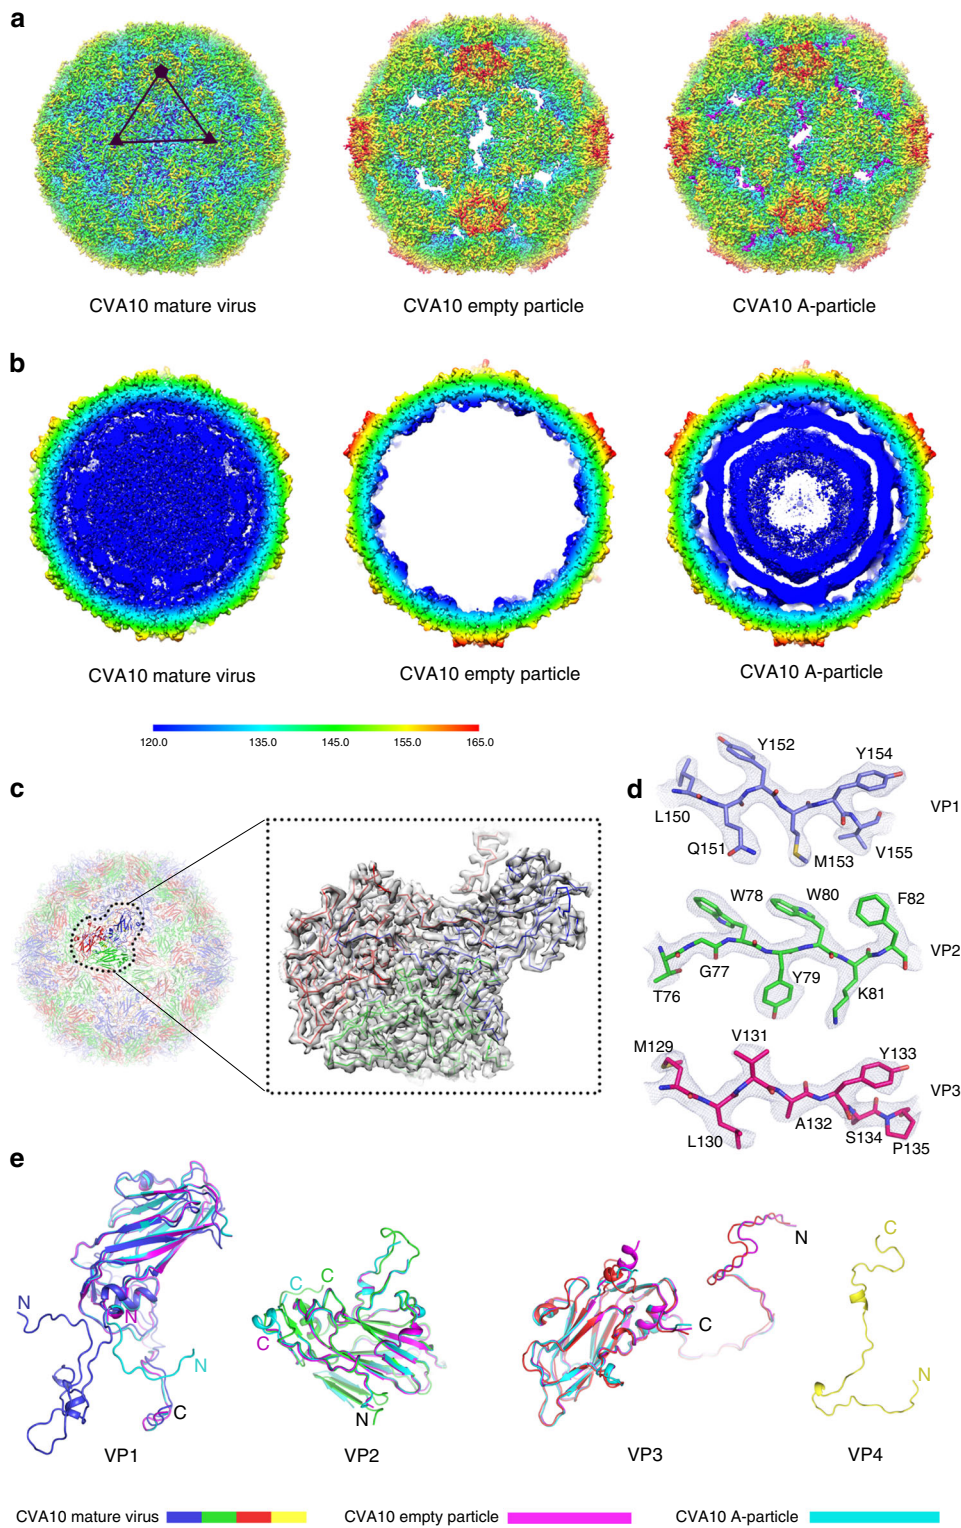 a
CVA10 mature virus
CVA10 empty particle
CVA10 A-particle
b
CVA10 mature virus
CVA10 empty particle
CVA10 A-particle
120.0
135.0
145.0
155.0
165.0
c
d
Y152
Y154
L150
Q151
M153
V155
VP1
W78
W80
F82
VP2
T76
G77
Y79
K81
M129
V131
Y133
VP3
L130
A132
S134
P135
e
N
N
N
C
VP1
C
C
C
N
VP2
N
C
VP3
C
N
VP4
CVA10 mature virus
CVA10 empty particle
CVA10 A-particle